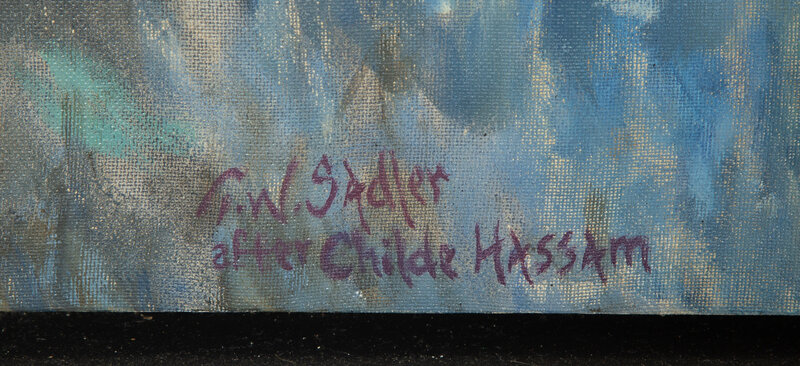 G.W. Sadler
after Childe HASSAM